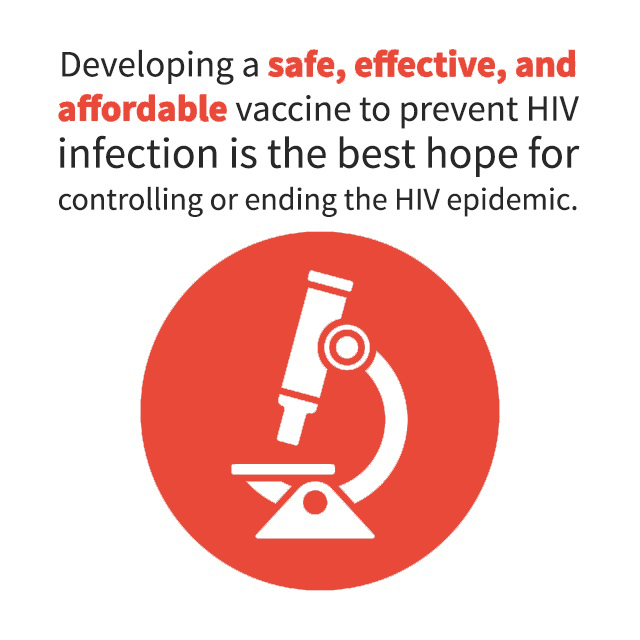 Developing a safe, effective, and
affordable vaccine to prevent HIV
infection is the best hope for
controlling or ending the HIV epidemic.